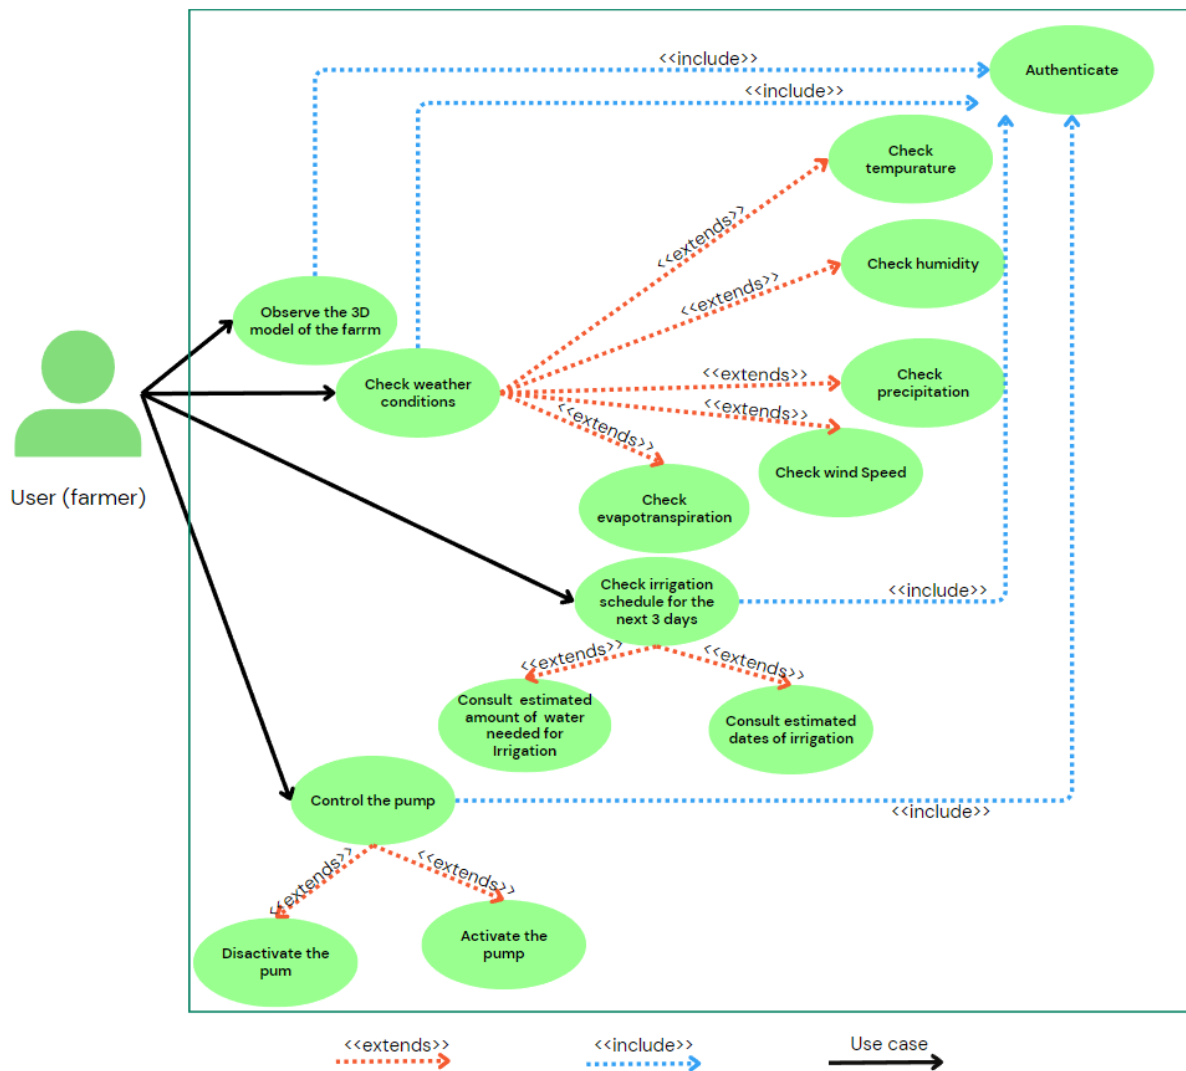 <<include>>
Authenticate
<<include>>
Check
tempurature
<<extends>>
Check humidity
<<extends>>
Observe the 3D
model of the farrm
Check weather
conditions
<<extends>>
Check
precipitation
<<extends>>
<<extends>>
Check wind Speed
User (farmer)
Check
evapotranspiration
Check irrigation
schedule for the
next 3 days
<<include>>
<<extends>>
<<extends>>
Consult estimated
amount of water
needed for
Irrigation
Consult estimated
dates of irrigation
Control the pump
<<include>>
<<extends>>
<<extends>>
Disactivate the
pum
Activate the
pump
<<extends>>
<<include>>
Use case